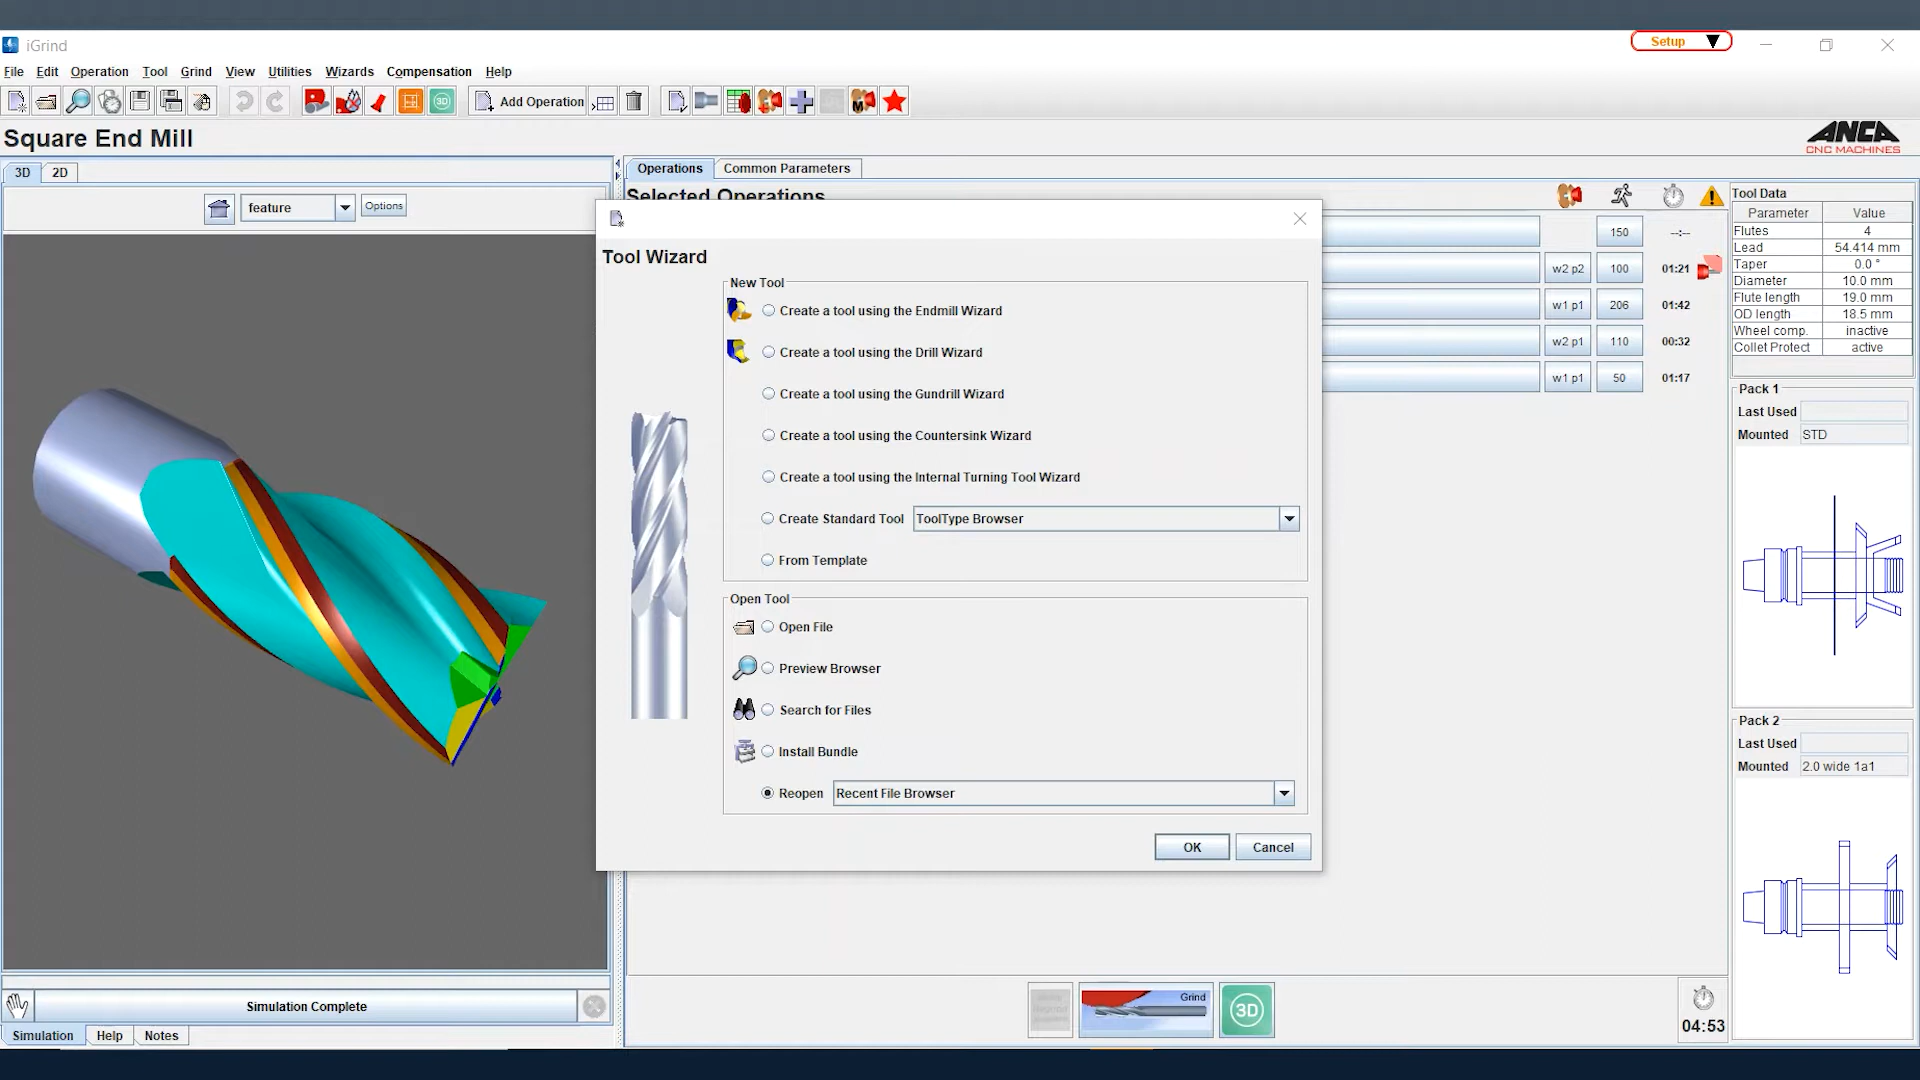 iGrind
Setup
File Edit Operation Tool Grind View Utilities Wizards Compensation Help
3D Add Operation M
Square End Mill
ANCA
CNC MACHINES
3D 2D
Operations Common Parameters
feature Options
Selected Operations
Tool Data
Parameter Value
Flutes 4
Lead 54.414 mm
Taper 0.0 °
Diameter 10.0 mm
Flute length 19.0 mm
OD length 18.5 mm
Wheel comp. inactive
Collet Protect active
150 --:--
w2 p2 100 01:21
w1 p1 206 01:42
w2 p1 110 00:32
w1 p1 50 01:17
Tool Wizard
New Tool
Create a tool using the Endmill Wizard
Create a tool using the Drill Wizard
Create a tool using the Gundrill Wizard
Create a tool using the Countersink Wizard
Create a tool using the Internal Turning Tool Wizard
Create Standard Tool ToolType Browser
From Template
Open Tool
Open File
Preview Browser
Search for Files
Install Bundle
Reopen Recent File Browser
OK Cancel
Pack 1
Last Used
Mounted STD
Pack 2
Last Used
Mounted 2.0 wide 1a1
Simulation Complete
Simulation Help Notes
Grind
3D
04:53